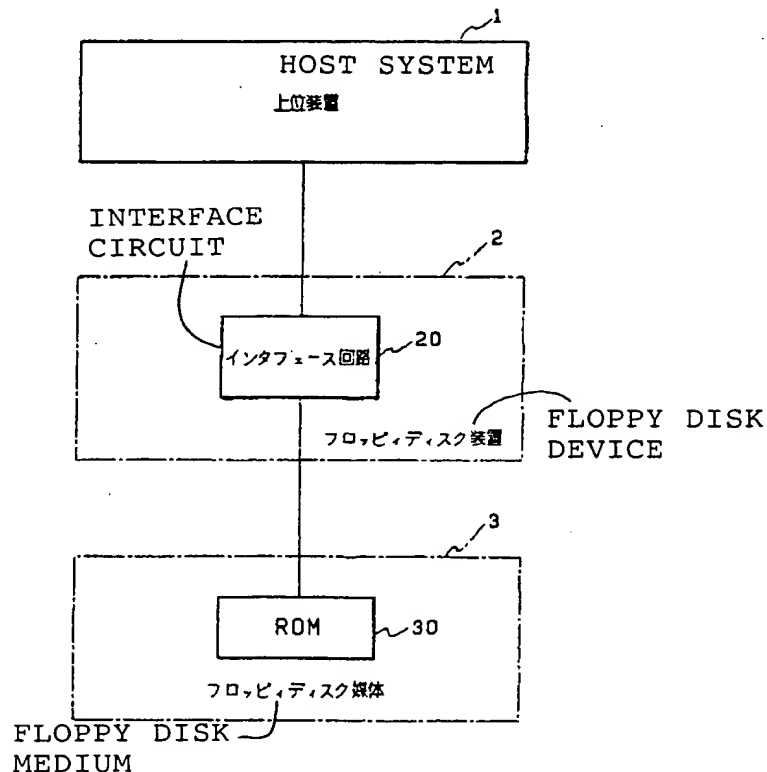 1
HOST SYSTEM
上位装置
INTERFACE
CIRCUIT
2
インタフェース回路
20
フロッピィディスク装置
FLOPPY DISK
DEVICE
3
ROM
30
フロッピィディスク媒体
FLOPPY DISK
MEDIUM